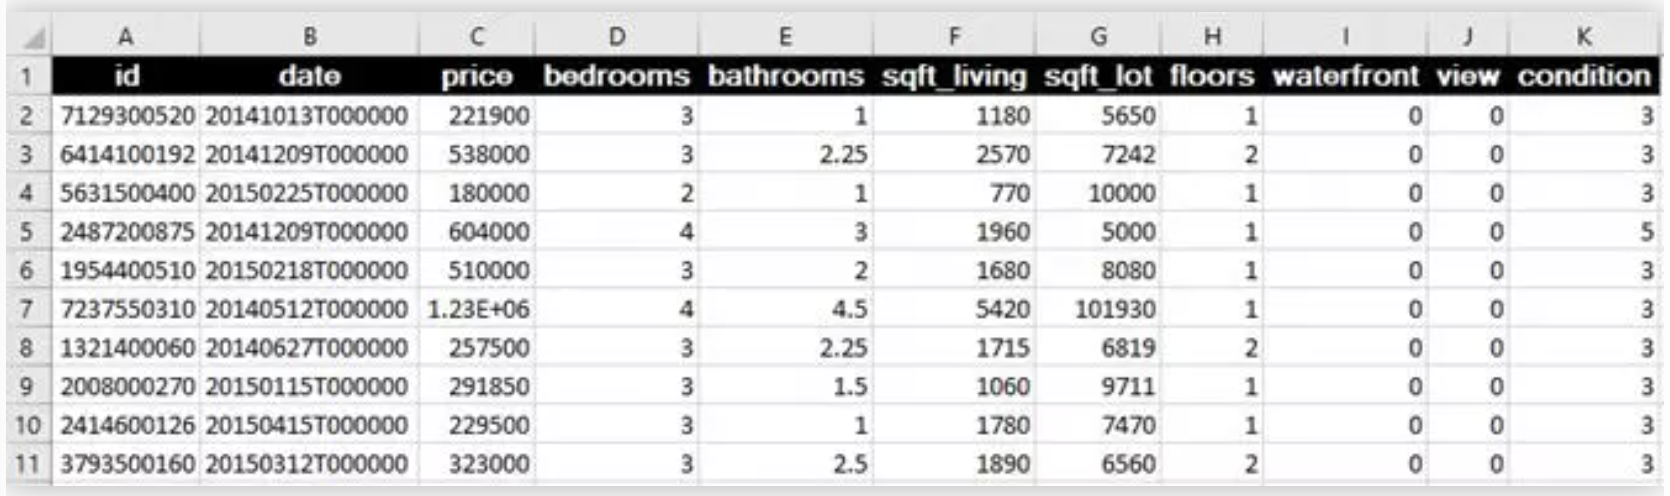 A B C D E F G H I J K
1 id date price bedrooms bathrooms sqft_living sqft_lot floors waterfront view condition
2 7129300520 20141013T000000 221900 3 1 1180 5650 1 0 0 3
3 6414100192 20141209T000000 538000 3 2.25 2570 7242 2 0 0 3
4 5631500400 20150225T000000 180000 2 1 770 10000 1 0 0 3
5 2487200875 20141209T000000 604000 4 3 1960 5000 1 0 0 5
6 1954400510 20150218T000000 510000 3 2 1680 8080 1 0 0 3
7 7237550310 20140512T000000 1.23E+06 4 4.5 5420 101930 1 0 0 3
8 1321400060 20140627T000000 257500 3 2.25 1715 6819 2 0 0 3
9 2008000270 20150115T000000 291850 3 1.5 1060 9711 1 0 0 3
10 2414600126 20150415T000000 229500 3 1 1780 7470 1 0 0 3
11 3793500160 20150312T000000 323000 3 2.5 1890 6560 2 0 0 3